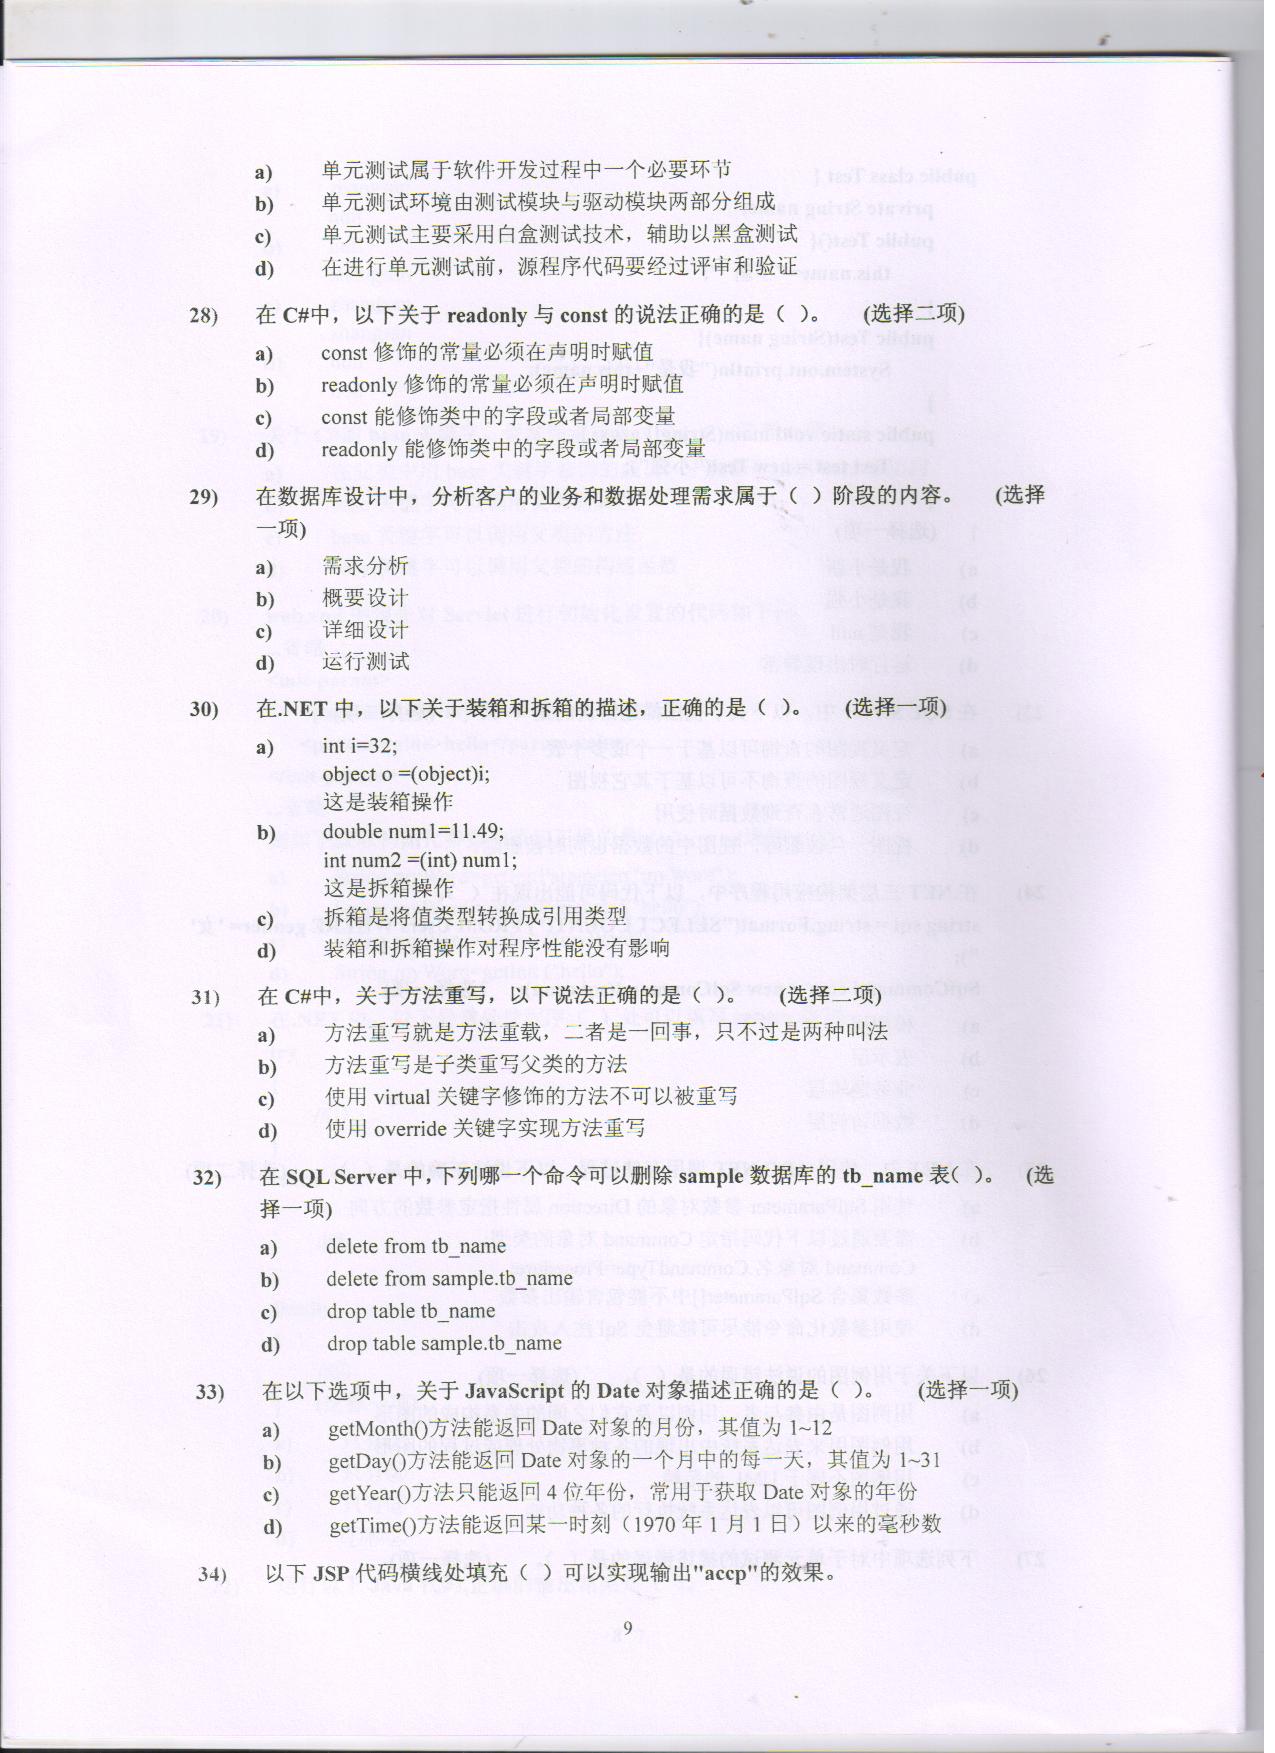 a) 单元测试属于软件开发过程中一个必要环节
b) 单元测试环境由测试模块与驱动模块两部分组成
c) 单元测试主要采用白盒测试技术，辅助以黑盒测试
d) 在进行单元测试前，源程序代码要经过评审和验证
28) 在 C#中，以下关于 readonly 与 const 的说法正确的是（ ）。 (选择二项)
a) const 修饰的常量必须在声明时赋值
b) readonly 修饰的常量必须在声明时赋值
c) const 能修饰类中的字段或者局部变量
d) readonly 能修饰类中的字段或者局部变量
29) 在数据库设计中，分析客户的业务和数据处理需求属于（ ）阶段的内容。 (选择
一项)
a) 需求分析
b) 概要设计
c) 详细设计
d) 运行测试
30) 在.NET 中，以下关于装箱和拆箱的描述，正确的是（ ）。 (选择一项)
a) int i=32;
object o =(object)i;
这是装箱操作
b) double num1=11.49;
int num2 =(int) num1;
这是拆箱操作
c) 拆箱是将值类型转换成引用类型
d) 装箱和拆箱操作对程序性能没有影响
31) 在 C#中，关于方法重写，以下说法正确的是（ ）。 (选择二项)
a) 方法重写就是方法重载，二者是一回事，只不过是两种叫法
b) 方法重写是子类重写父类的方法
c) 使用 virtual 关键字修饰的方法不可以被重写
d) 使用 override 关键字实现方法重写
32) 在 SQL Server 中，下列哪一个命令可以删除 sample 数据库的 tb_name 表( )。 (选
择一项)
a) delete from tb_name
b) delete from sample.tb_name
c) drop table tb_name
d) drop table sample.tb_name
33) 在以下选项中，关于 JavaScript 的 Date 对象描述正确的是（ ）。 (选择一项)
a) getMonth()方法能返回 Date 对象的月份，其值为 1~12
b) getDay()方法能返回 Date 对象的一个月中的每一天，其值为 1~31
c) getYear()方法只能返回 4 位年份，常用于获取 Date 对象的年份
d) getTime()方法能返回某一时刻（1970 年 1 月 1 日）以来的毫秒数
34) 以下 JSP 代码横线处填充（ ）可以实现输出"accp"的效果。
9